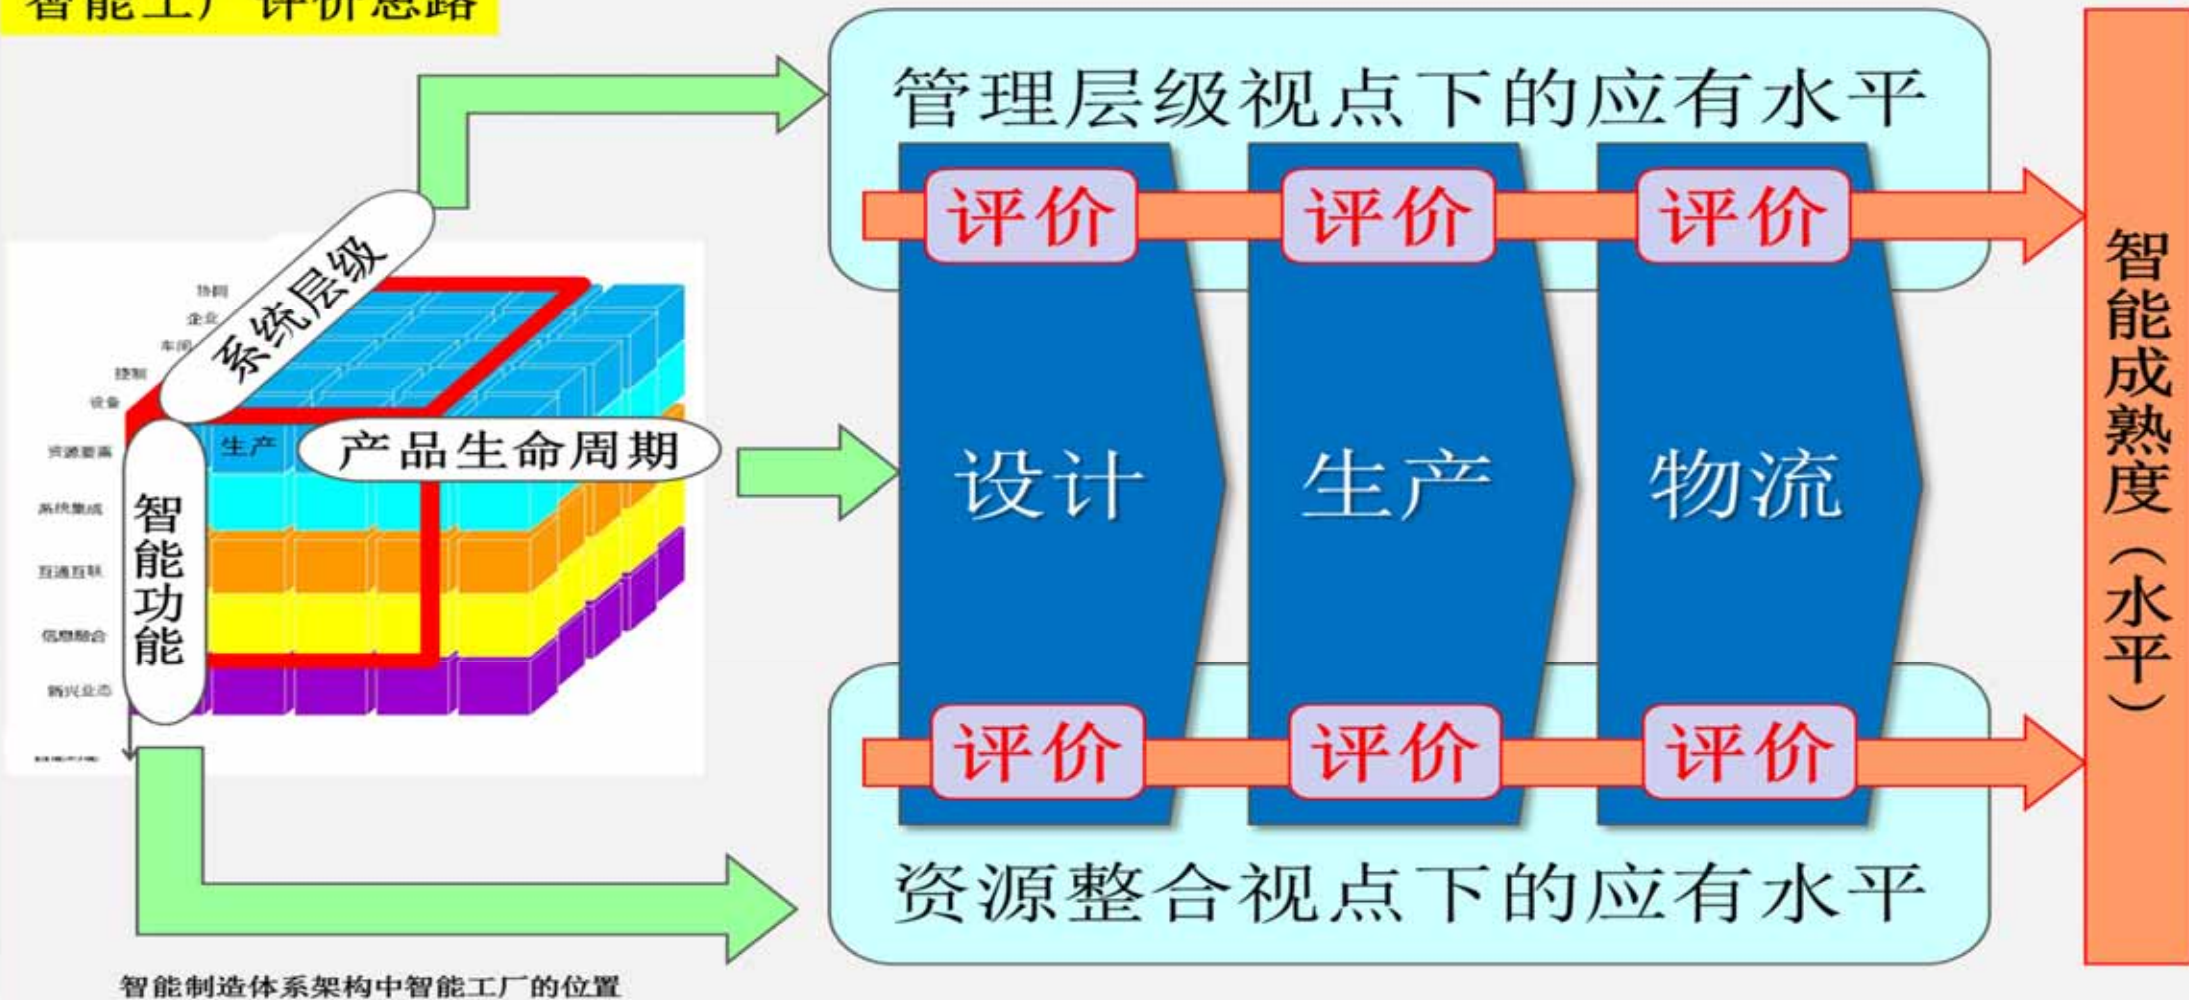 智能工厂评价思路
管理层级视点下的应有水平
评价
评价
评价
系统层级
协同
企业
车间
控制
设备
生产
产品生命周期
设计
生产
物流
智能成熟度（水平）
资源要素
系统集成
互通互联
信息融合
新兴业态
智能功能
评价
评价
评价
资源整合视点下的应有水平
智能制造体系架构中智能工厂的位置